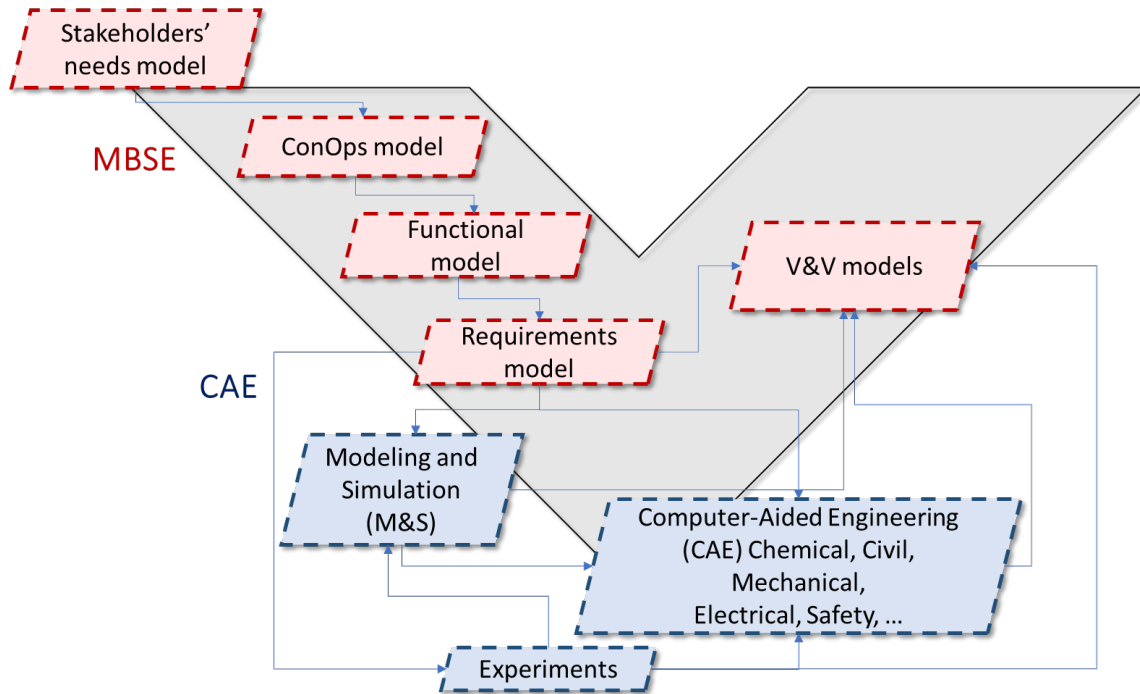 Stakeholders’
needs model
ConOps model
MBSE
Functional
model
V&V models
Requirements
model
CAE
Modeling and
Simulation
(M&S)
Computer-Aided Engineering
(CAE) Chemical, Civil,
Mechanical,
Electrical, Safety, ...
Experiments